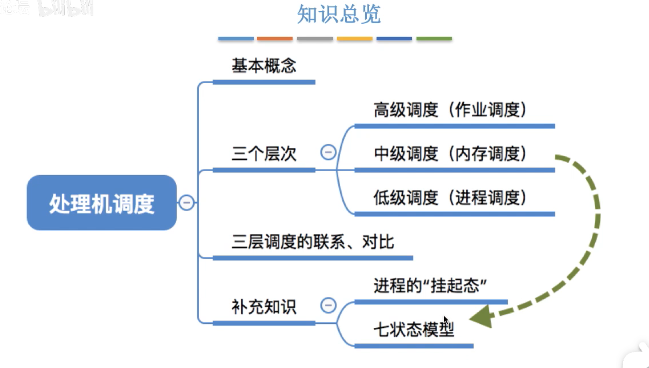 知识总览
基本概念
高级调度（作业调度）
三个层次
中级调度（内存调度）
低级调度（进程调度）
处理机调度
三层调度的联系、对比
进程的“挂起态”
补充知识
七状态模型